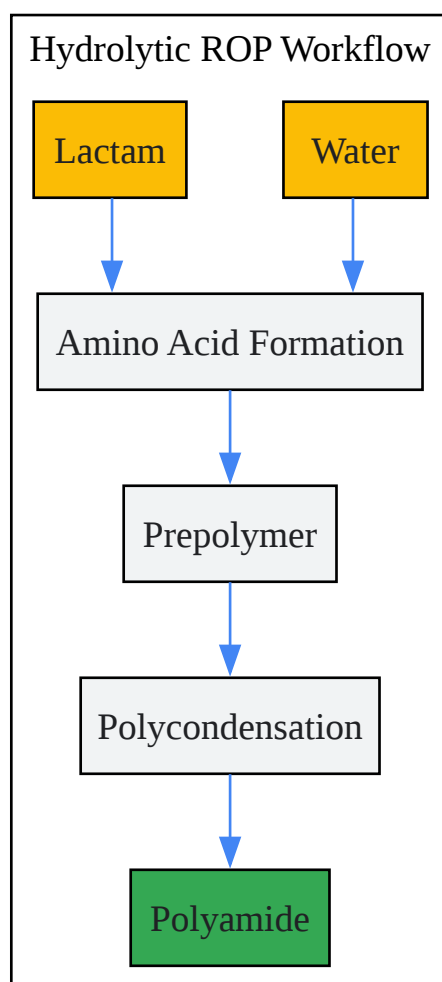 Hydrolytic ROP Workflow
Lactam
Water
Amino Acid Formation
Prepolymer
Polycondensation
Polyamide